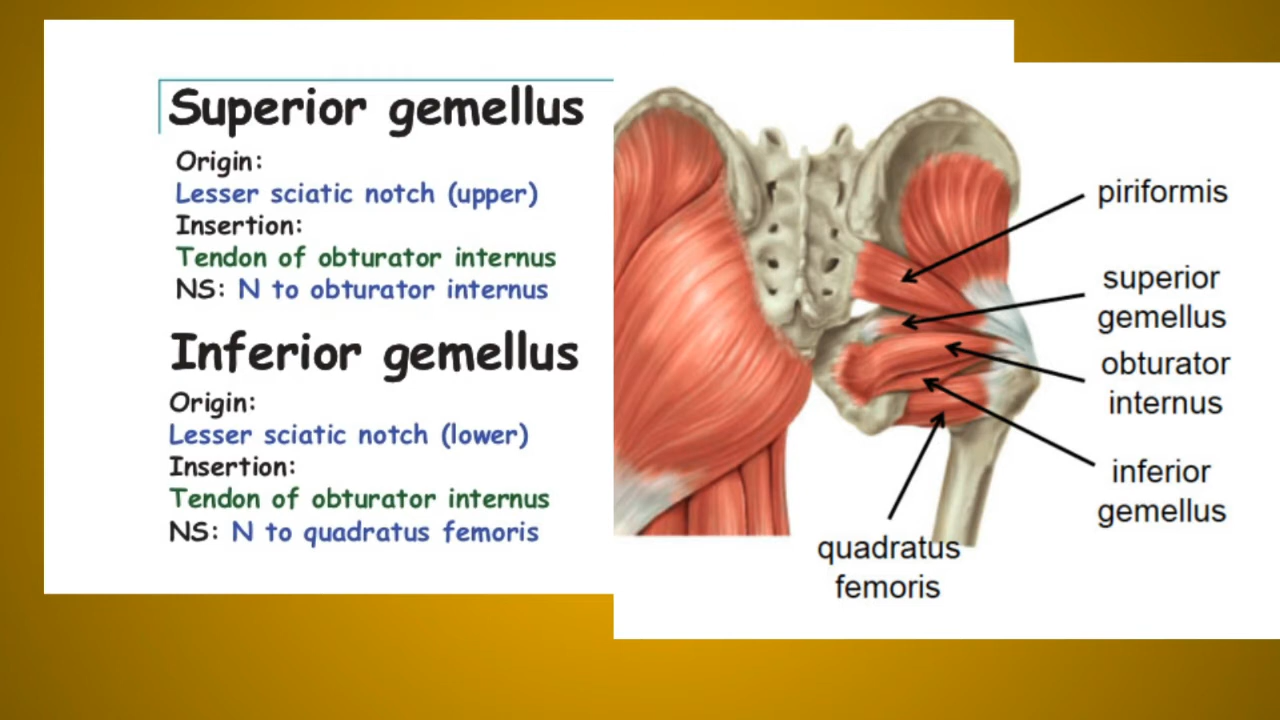 Superior gemellus
Origin:
Lesser sciatic notch (upper)
Insertion:
Tendon of obturator internus
NS: N to obturator internus
Inferior gemellus
Origin:
Lesser sciatic notch (lower)
Insertion:
Tendon of obturator internus
NS: N to quadratus femoris
piriformis
superior
gemellus
obturator
internus
inferior
gemellus
quadratus
femoris